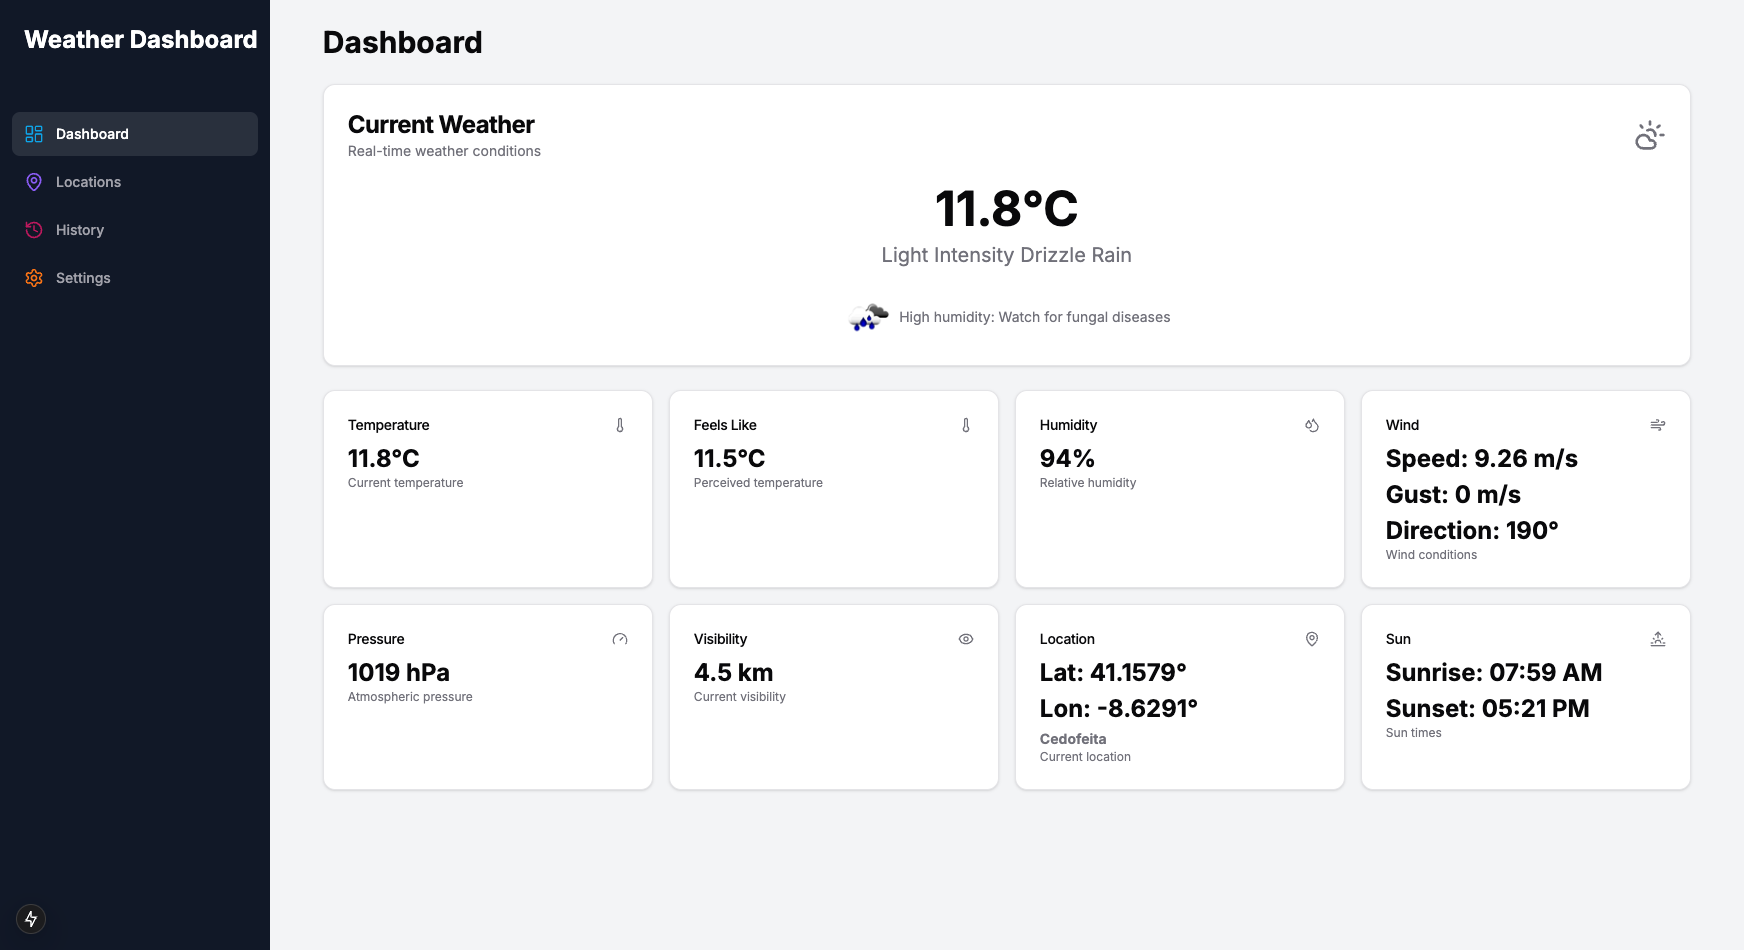 Weather Dashboard
Dashboard
Locations
History
Settings
Dashboard
Current Weather
Real-time weather conditions
11.8°C
Light Intensity Drizzle Rain
High humidity: Watch for fungal diseases
Temperature
11.8°C
Current temperature
Feels Like
11.5°C
Perceived temperature
Humidity
94%
Relative humidity
Wind
Speed: 9.26 m/s
Gust: 0 m/s
Direction: 190°
Wind conditions
Pressure
1019 hPa
Atmospheric pressure
Visibility
4.5 km
Current visibility
Location
Lat: 41.1579°
Lon: -8.6291°
Cedofeita
Current location
Sun
Sunrise: 07:59 AM
Sunset: 05:21 PM
Sun times